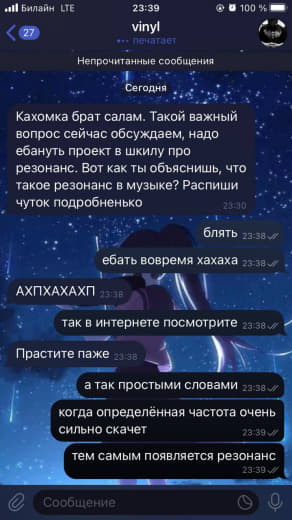 Билайн LTE
23:39
100 %
27
vinyl
печатает
Непрочитанные сообщения
Сегодня
Кахомка брат салам. Такой важный
вопрос сейчас обсуждаем, надо
ебануть проект в шкилу про
резонанс. Вот как ты объяснишь, что
такое резонанс в музыке? Распиши
чуток подробненько
23:30
блять 23:38
ебать вовремя хахаха 23:38
АХПХАХАХП 23:38
так в интернете посмотрите 23:38
Прастите паже 23:38
а так простыми словами 23:38
когда определённая частота очень
сильно скачет 23:39
тем самым появляется резонанс
23:39
Сообщение